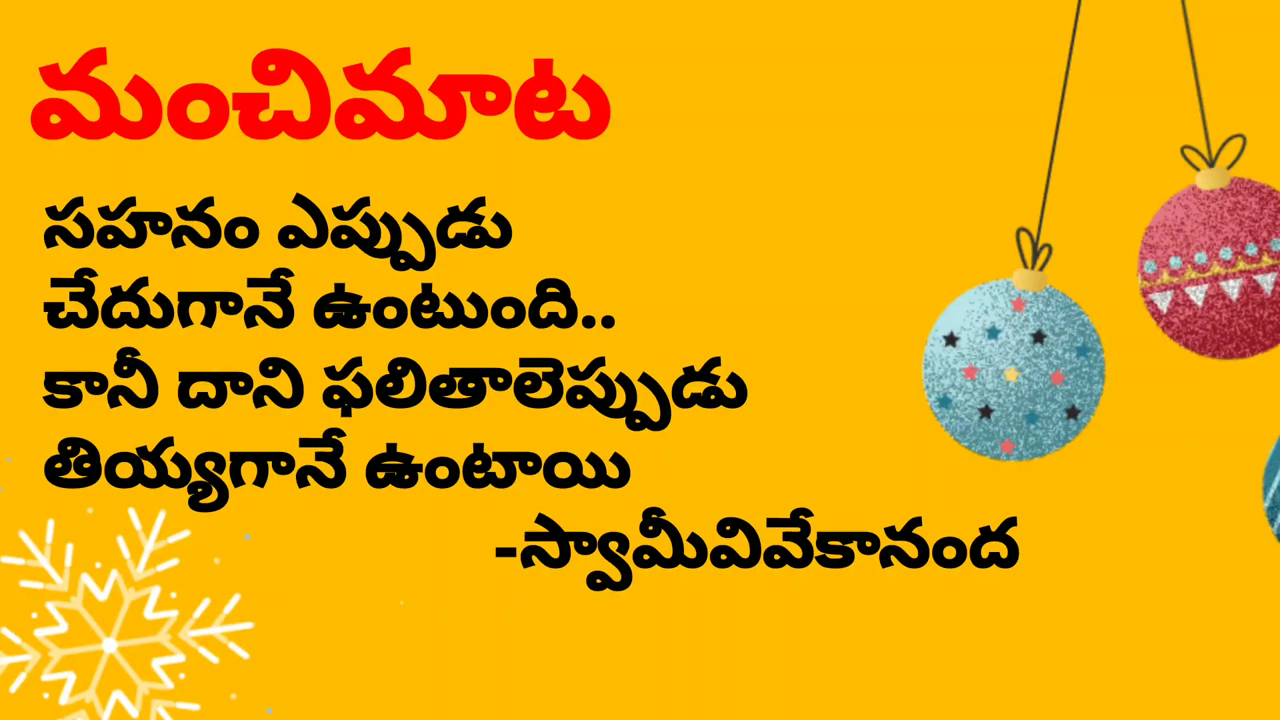 మంచిమాట
సహనం ఎప్పుడు
చేదుగానే ఉంటుంది..
కానీ దాని ఫలితాలెప్పుడు
తియ్యగానే ఉంటాయి
-స్వామీవివేకానంద